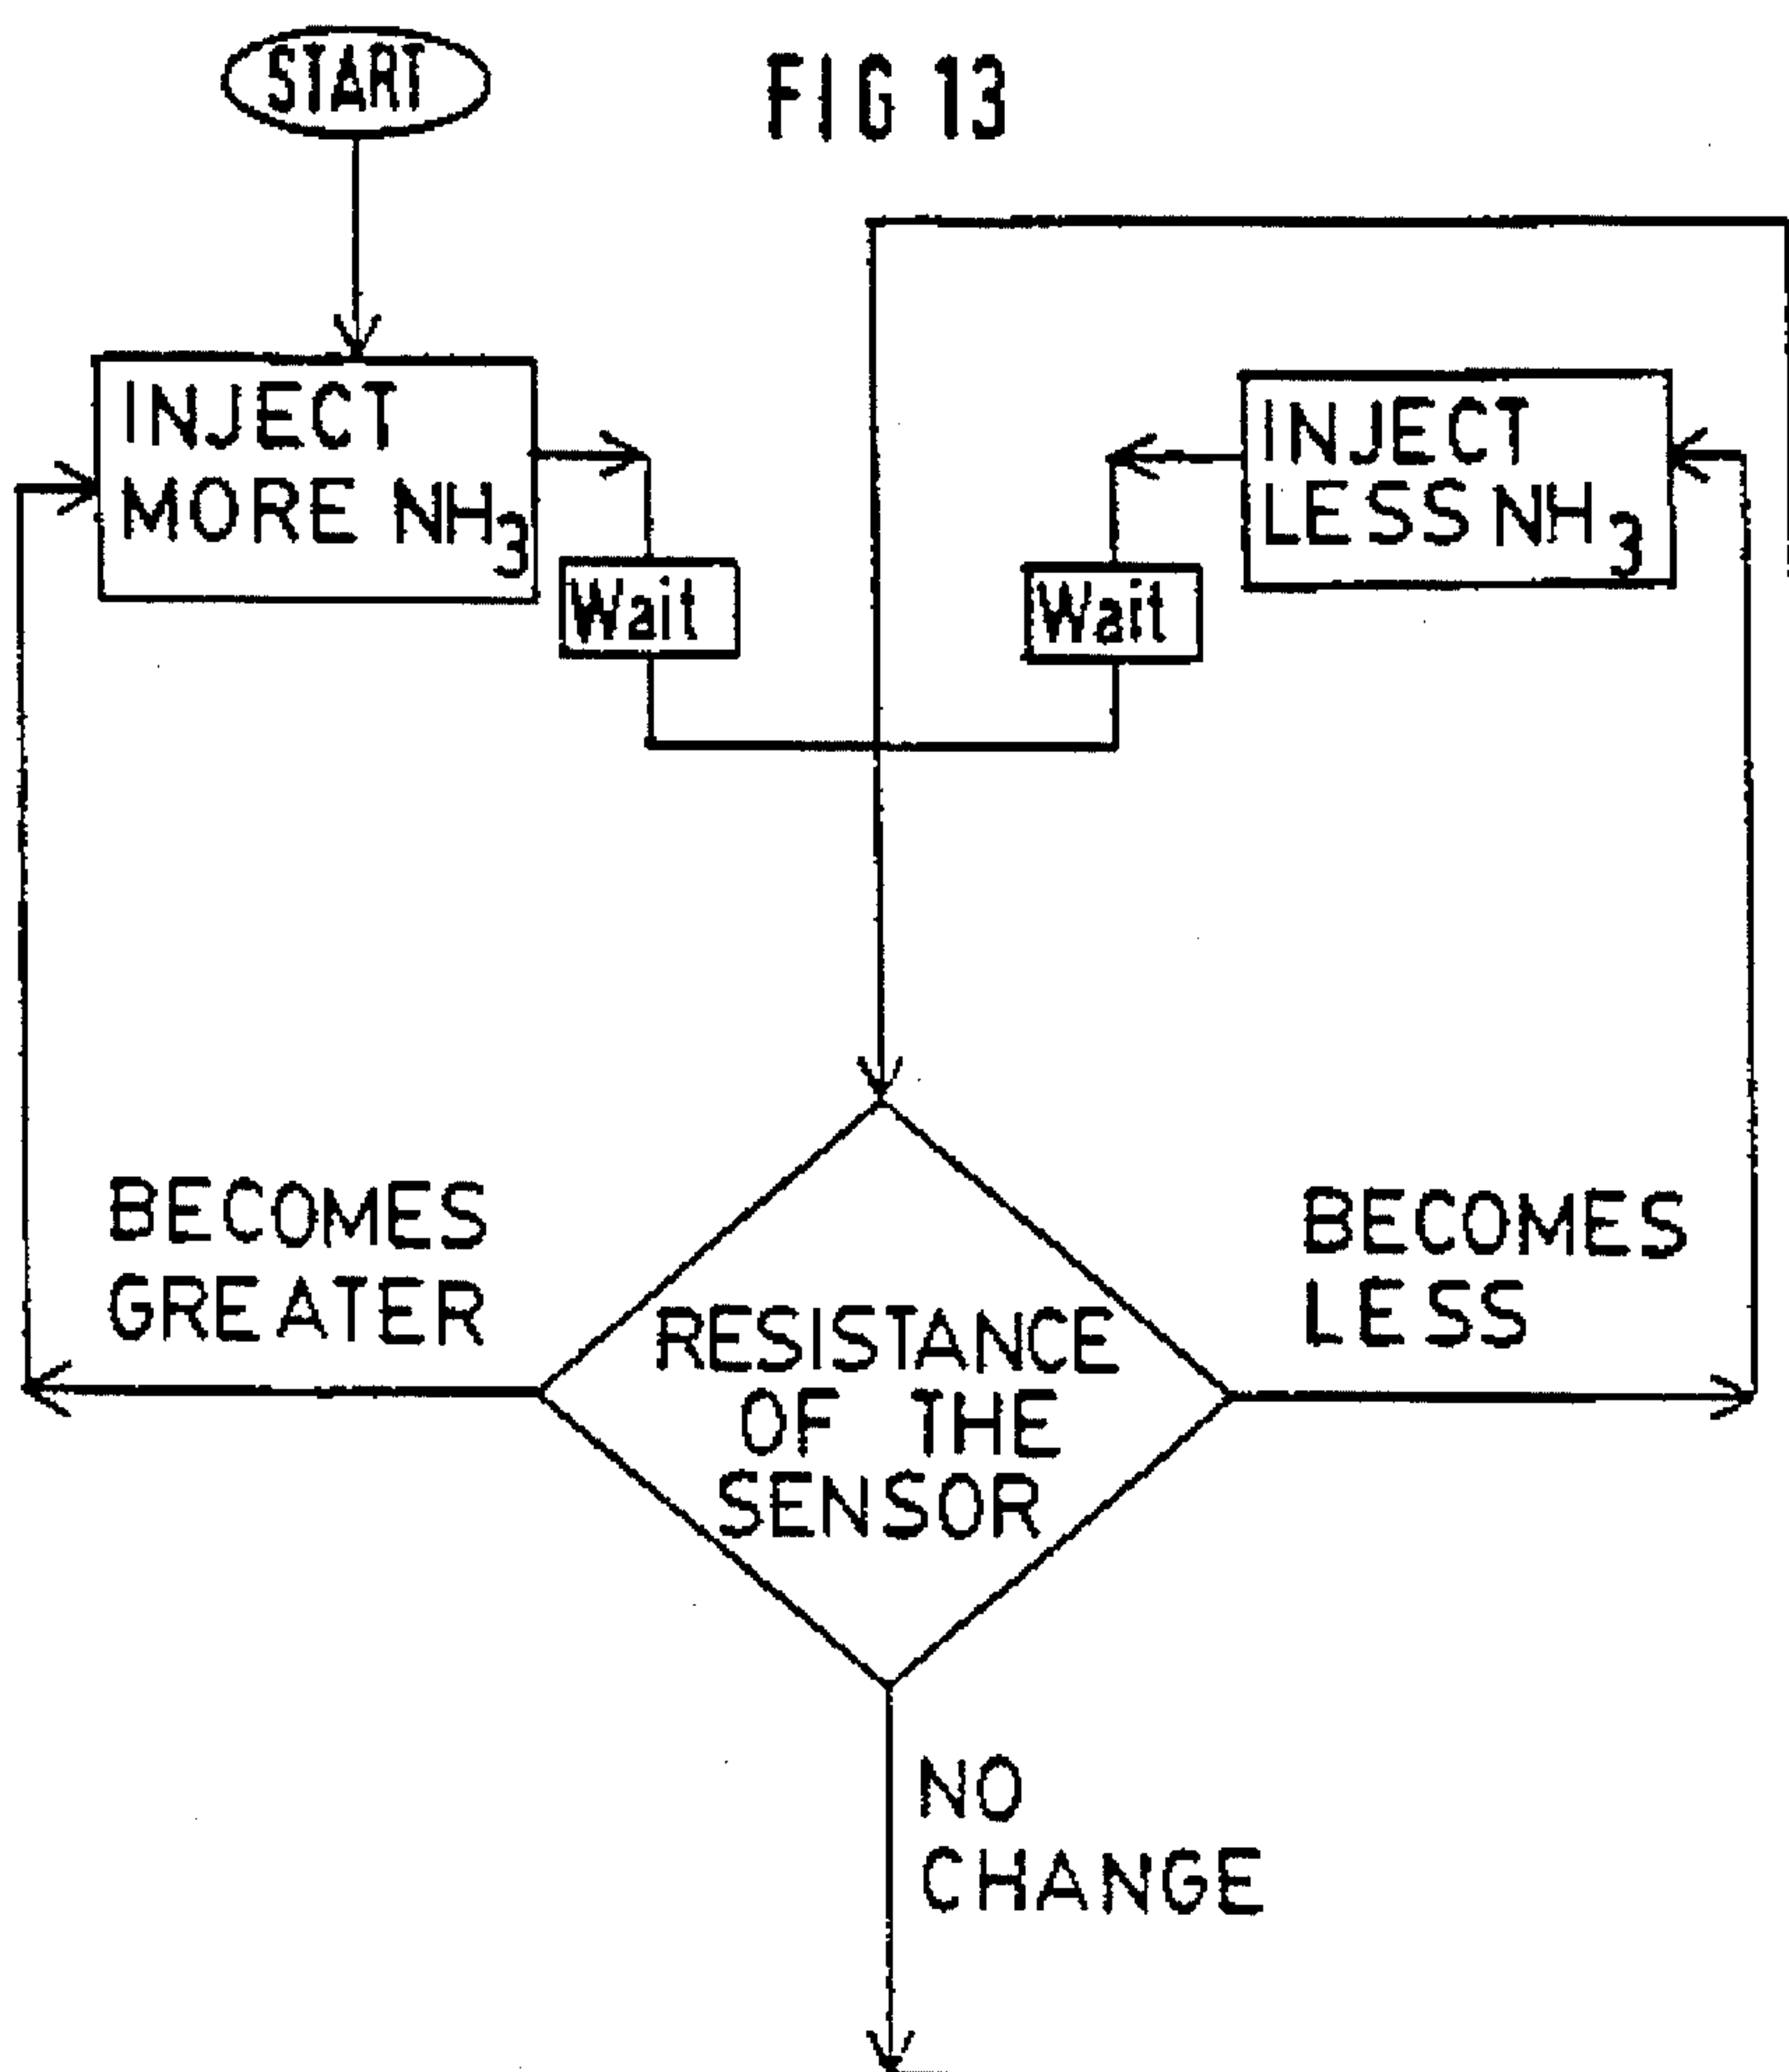 START
FIG 13
INJECT
MORE NH₃
INJECT
LESS NH₃
Wait
Wait
BECOMES
GREATER
BECOMES
LESS
RESISTANCE
OF THE
SENSOR
NO
CHANGE